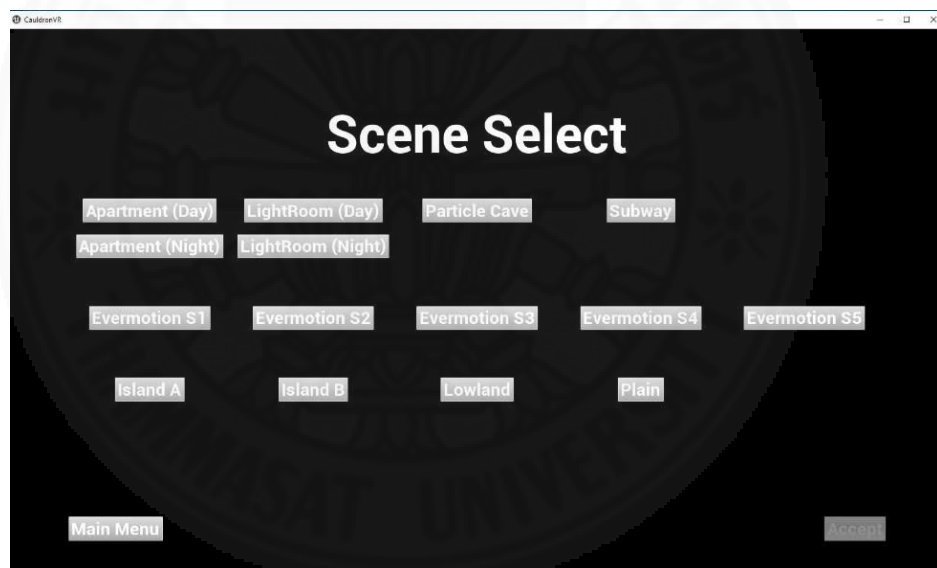 CauldronVR
Scene Select
Apartment (Day) LightRoom (Day) Particle Cave Subway
Apartment (Night) LightRoom (Night)
Evermotion S1 Evermotion S2 Evermotion S3 Evermotion S4 Evermotion S5
Island A Island B Lowland Plain
Main Menu Accept